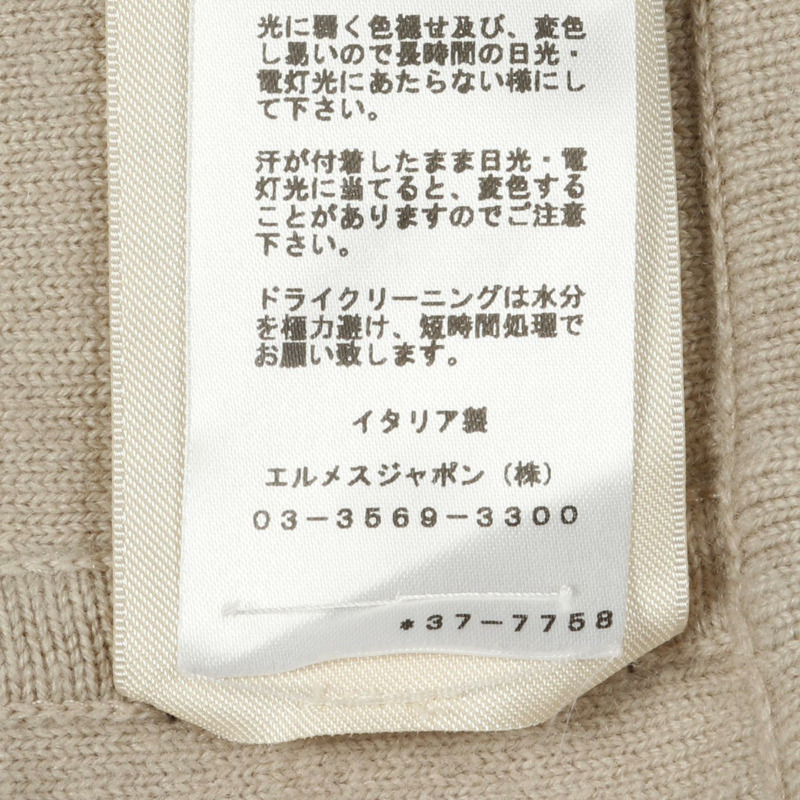 光に弱く色褪せ及び、変色
し易いので長時間の日光・
電灯光にあたらない様にし
て下さい。
汗が付着したまま日光・電
灯光に当てると、変色する
ことがありますのでご注意
下さい。
ドライクリーニングは水分
を極力避け、短時間処理で
お願い致します。
イタリア製
エルメスジャポン（株）
03-3569-3300
*37-7758